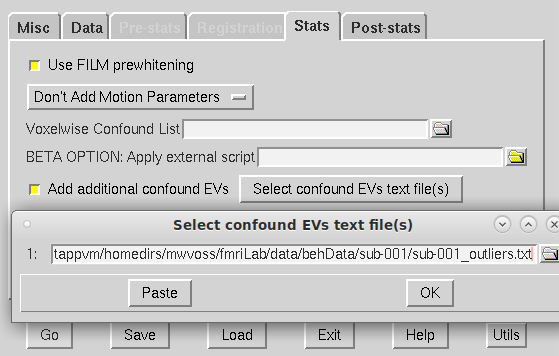 Misc Data Pre-stats Registration Stats Post-stats
Use FILM prewhitening
Don't Add Motion Parameters
Voxelwise Confound List
BETA OPTION: Apply external script
Add additional confound EVs Select confound EVs text file(s)
Select confound EVs text file(s)
1: tappvm/homedirs/mwvoss/fmriLab/data/behData/sub-001/sub-001_outliers.txt
Paste OK
Go Save Load Exit Help Utils